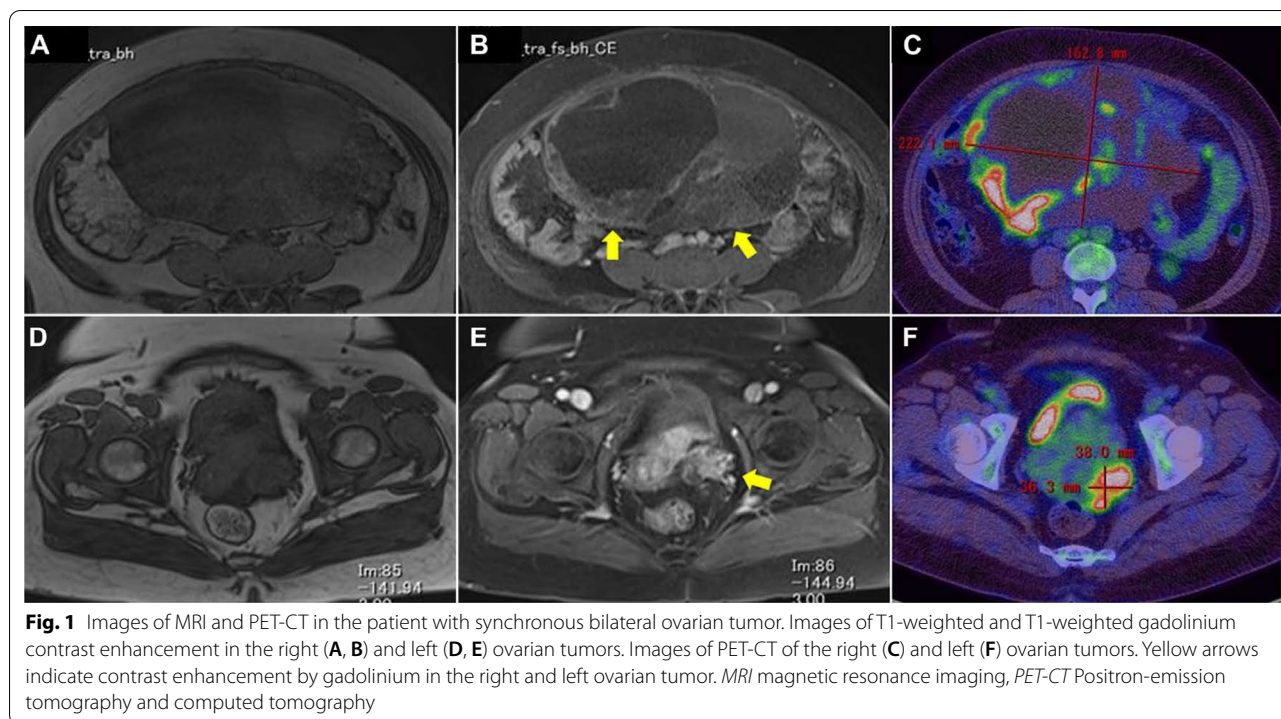 A
tra_bh
B
_tra_fs_bh_CE
C
152.8 mm
222.1 mm
D
Im:85
-141.94
3.00
E
Im:86
-144.94
3.00
F
38.0 mm
36.3 mm
Fig. 1 Images of MRI and PET-CT in the patient with synchronous bilateral ovarian tumor. Images of T1-weighted and T1-weighted gadolinium
contrast enhancement in the right (A, B) and left (D, E) ovarian tumors. Images of PET-CT of the right (C) and left (F) ovarian tumors. Yellow arrows
indicate contrast enhancement by gadolinium in the right and left ovarian tumor. MRI magnetic resonance imaging, PET-CT Positron-emission
tomography and computed tomography